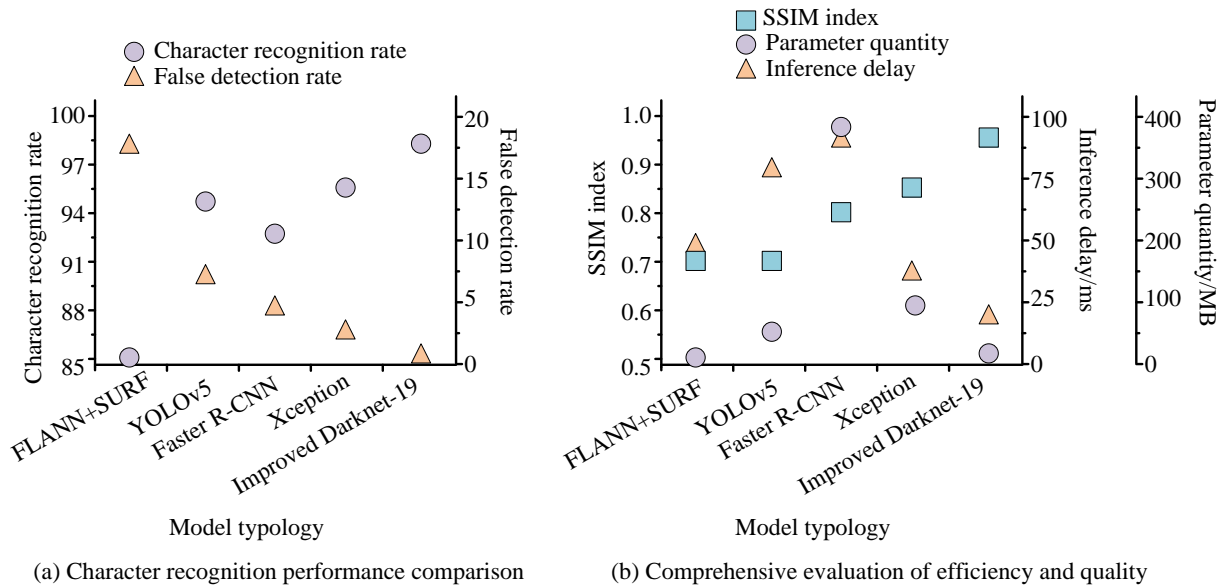 Character recognition rate
False detection rate
100
97
94
91
88
85
Character recognition rate
20
15
10
5
0
False detection rate
FLANN+SURF
YOLOv5
Faster R-CNN
Xception
Improved Darknet-19
Model typology
(a) Character recognition performance comparison
SSIM index
Parameter quantity
Inference delay
1.0
0.9
0.8
0.7
0.6
0.5
SSIM index
100
75
50
25
0
Inference
delay/ms
400
300
200
100
0
Parameter
quantity/MB
FLANN+SURF
YOLOv5
Faster R-CNN
Xception
Improved Darknet-19
Model typology
(b) Comprehensive evaluation of efficiency and quality